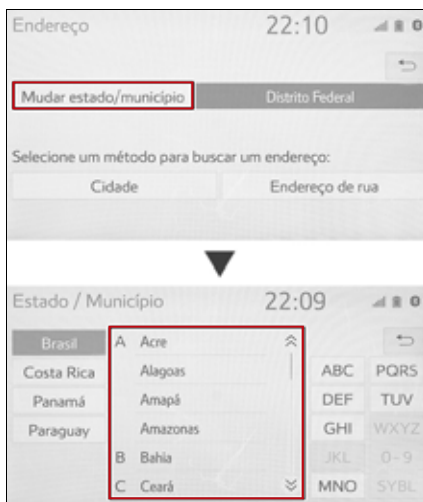 Endereço 22:10 0
Mudar estado/município Distrito Federal
Selecione um método para buscar um endereço:
Cidade Endereço de rua
Estado / Município 22:09 0
Brasil A Acre
Costa Rica Alagoas ABC PQRS
Panamá Amapá DEF TUV
Paraguay Amazonas GHI WXYZ
B Bahia JKL 0-9
C Ceará MNO SYBL